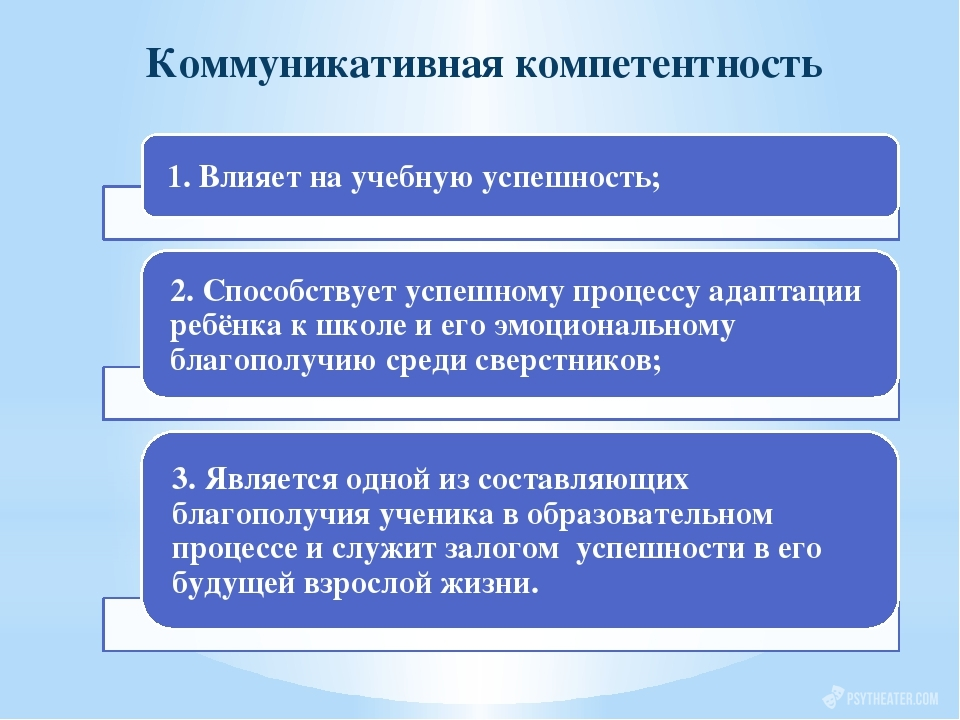 Коммуникативная компетентность
1. Влияет на учебную успешность;
2. Способствует успешному процессу адаптации
ребёнка к школе и его эмоциональному
благополучию среди сверстников;
3. Является одной из составляющих
благополучия ученика в образовательном
процессе и служит залогом  успешности в его
будущей взрослой жизни.
PSYTHEATER.COM